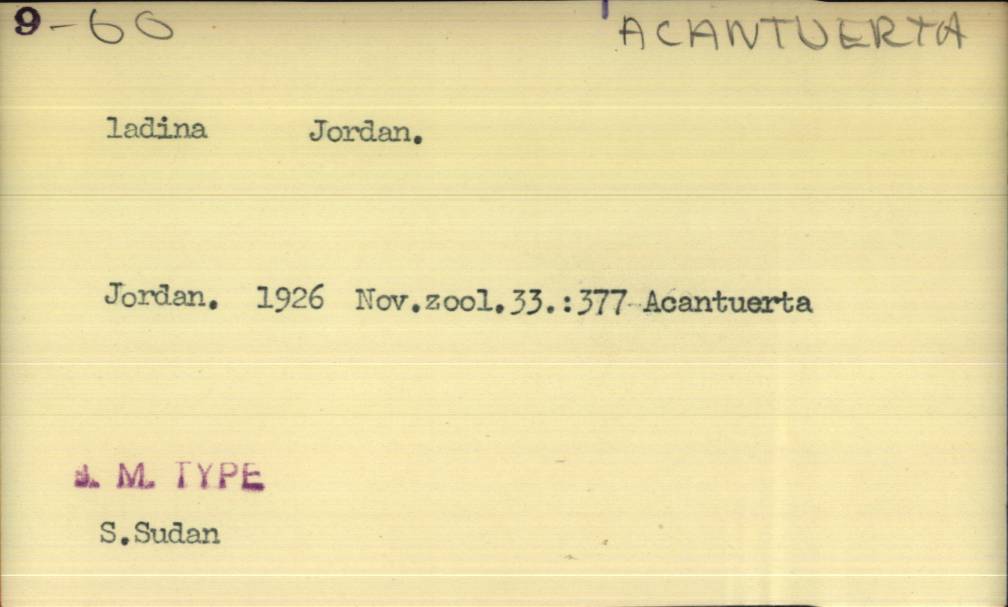 9-60 ACANTUERTA
ladina Jordan.
Jordan. 1926 Nov.zool.33.:377 Acantuerta
B. M. TYPE
S.Sudan